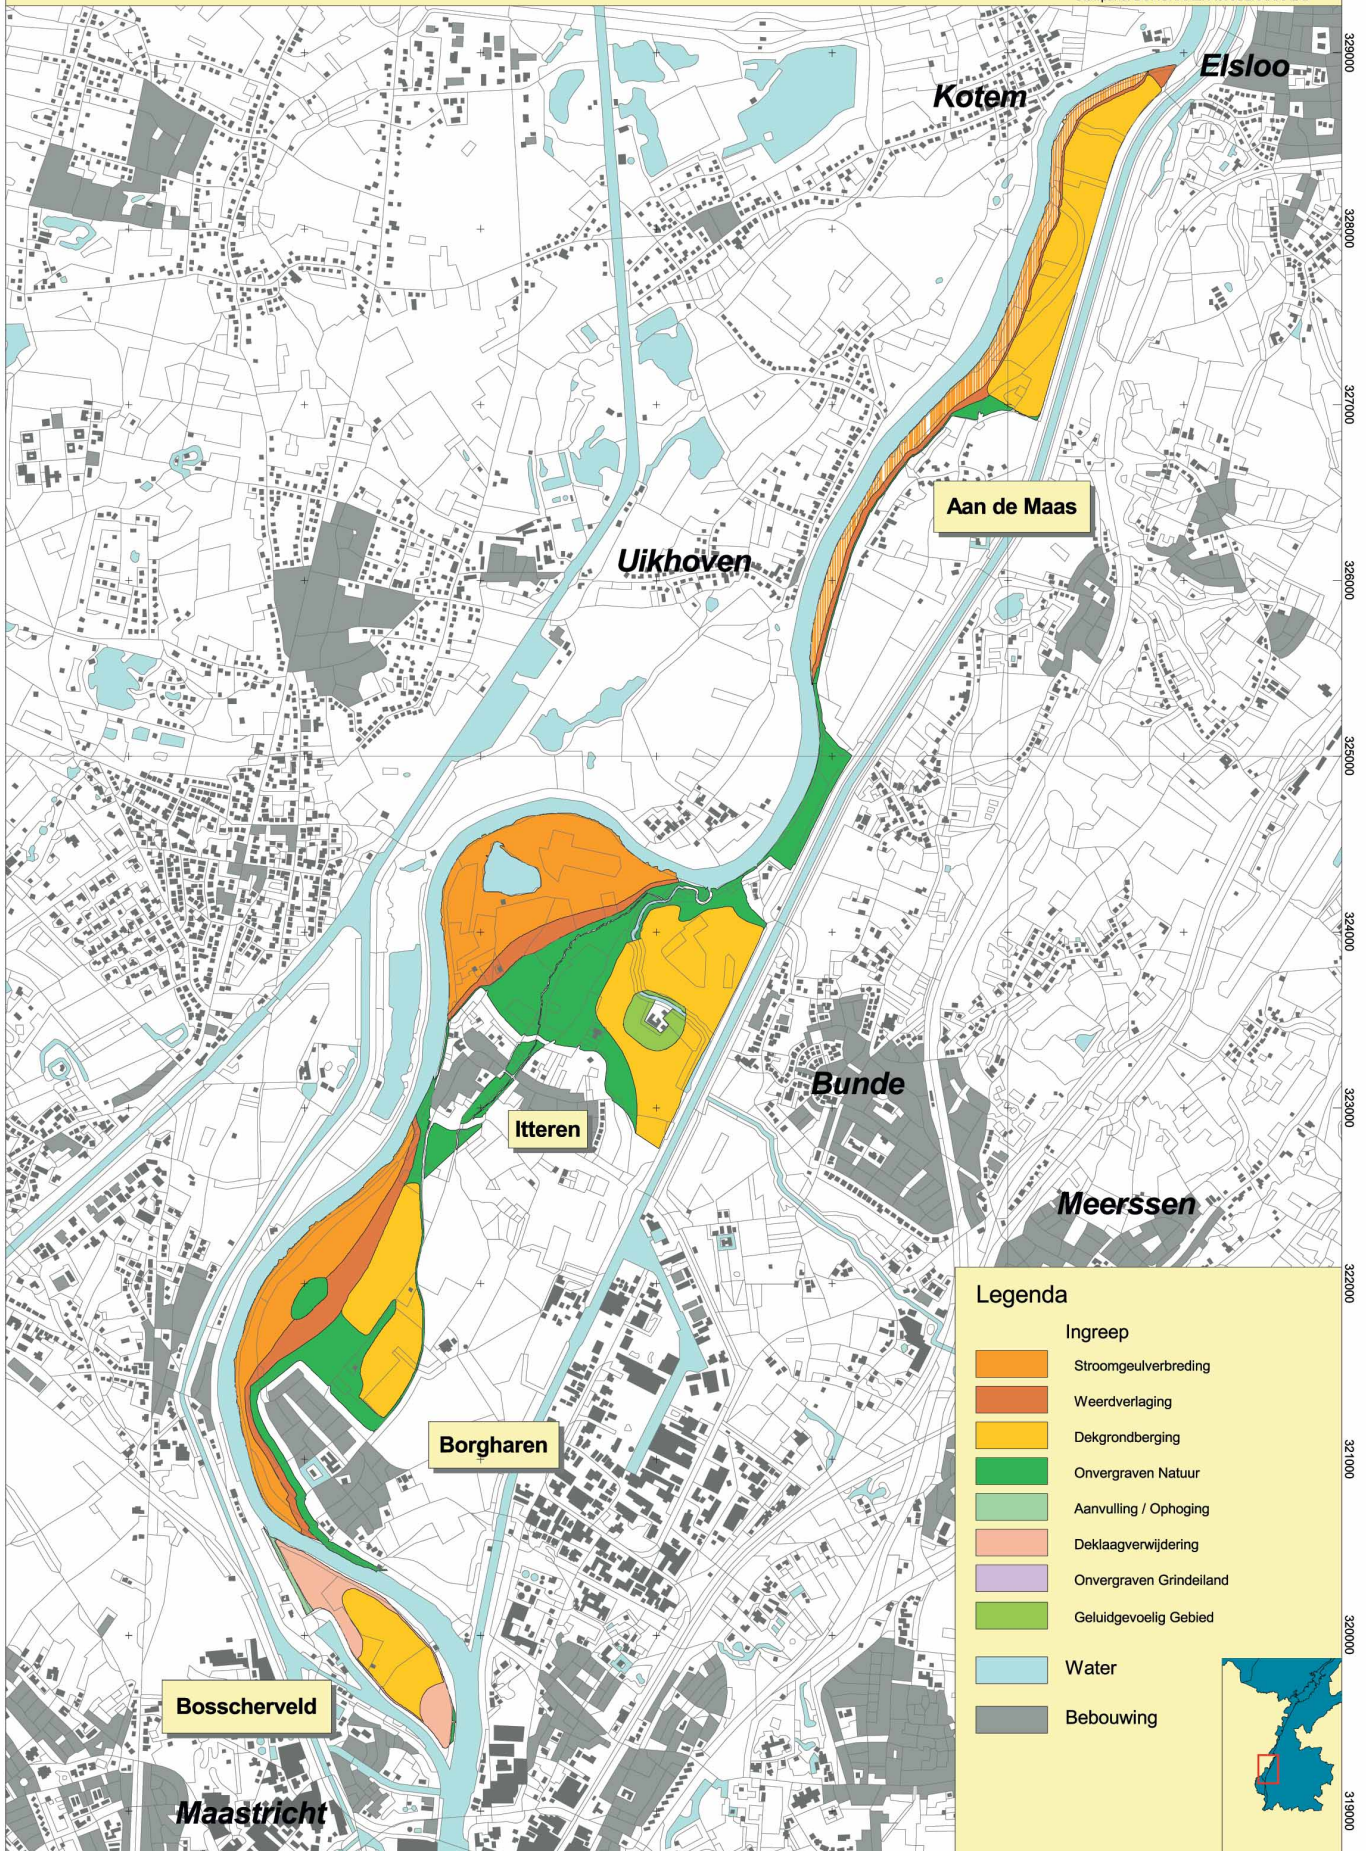 Elsloo
Kotem
Aan de Maas
Uikhoven
Bunde
Itteren
Meerssen
Borgharen
Bosscherveld
Maastricht
329000
328000
327000
326000
325000
324000
323000
322000
321000
320000
319000
Legenda
Ingreep
Stroomgeulverbreding
Weerdverlaging
Dekgrondberging
Onvergraven Natuur
Aanvulling / Ophoging
Deklaagverwijdering
Onvergraven Grindeiland
Geluidgevoelig Gebied
Water
Bebouwing